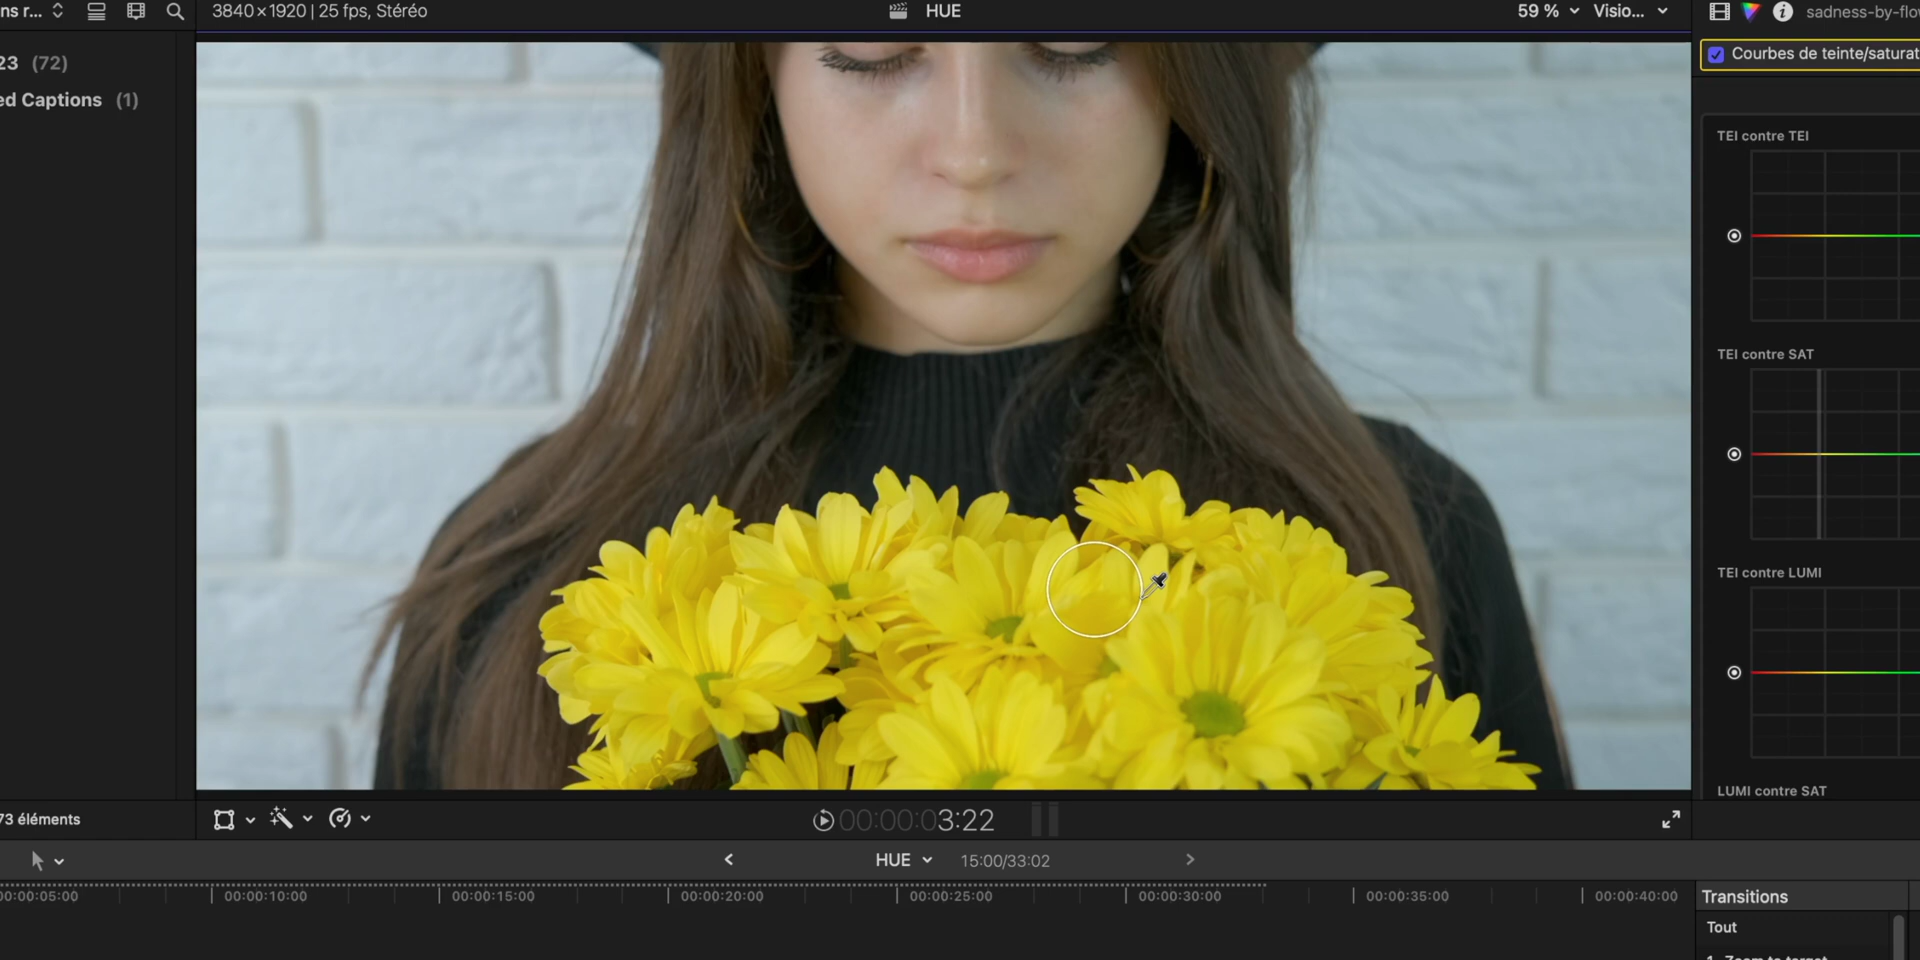 ns r...
3840×1920 | 25 fps, Stéréo
HUE
59 %
Visio...
sadness-by-flo
23 (72)
ed Captions (1)
Courbes de teinte/saturat
TEI contre TEI
TEI contre SAT
TEI contre LUMI
LUMI contre SAT
73 éléments
00:00:03:22
HUE
15:00/33:02
00:00:05:00
00:00:10:00
00:00:15:00
00:00:20:00
00:00:25:00
00:00:30:00
00:00:35:00
00:00:40:00
Transitions
Tout